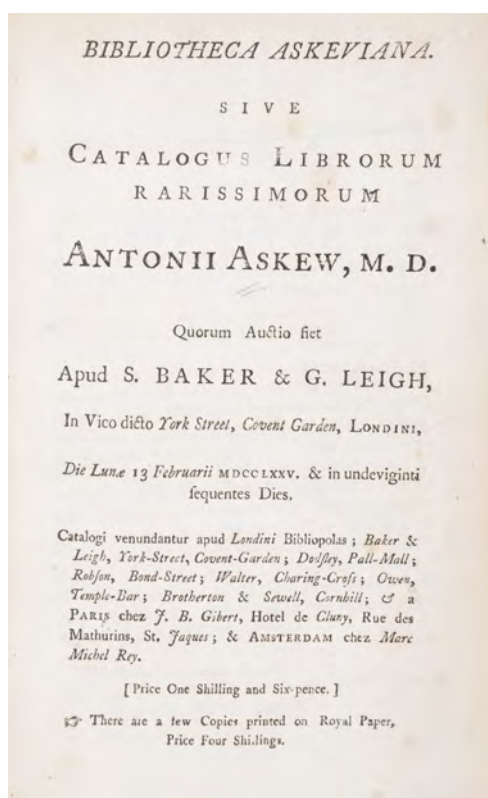 BIBLIOTHECA ASKEVIANA.
SIVE
CATALOGUS LIBRORUM
RARISSIMORUM
ANTONII ASKEW, M. D.
Quorum Auctio fiet
Apud S. BAKER & G. LEIGH,
In Vico dicto York Street, Covent Garden, LONDINI,
Die Lunæ 13 Februarii MDCCLXXV. & in undeviginti
ſequentes Dies.
Catalogi venundantur apud Londini Bibliopolas; Baker &
Leigh, York-Street, Covent-Garden; Dodſley, Pall-Mall;
Robſon, Bond-Street; Walter, Charing-Croſs; Owen,
Temple-Bar; Brotherton & Sewell, Cornhill; & a
PARIS chez J. B. Gibert, Hotel de Cluny, Rue des
Mathurins, St. Jaques; & AMSTERDAM chez Marc
Michel Rey.
[ Price One Shilling and Six-pence. ]
☞ There are a few Copies printed on Royal Paper,
Price Four Shillings.